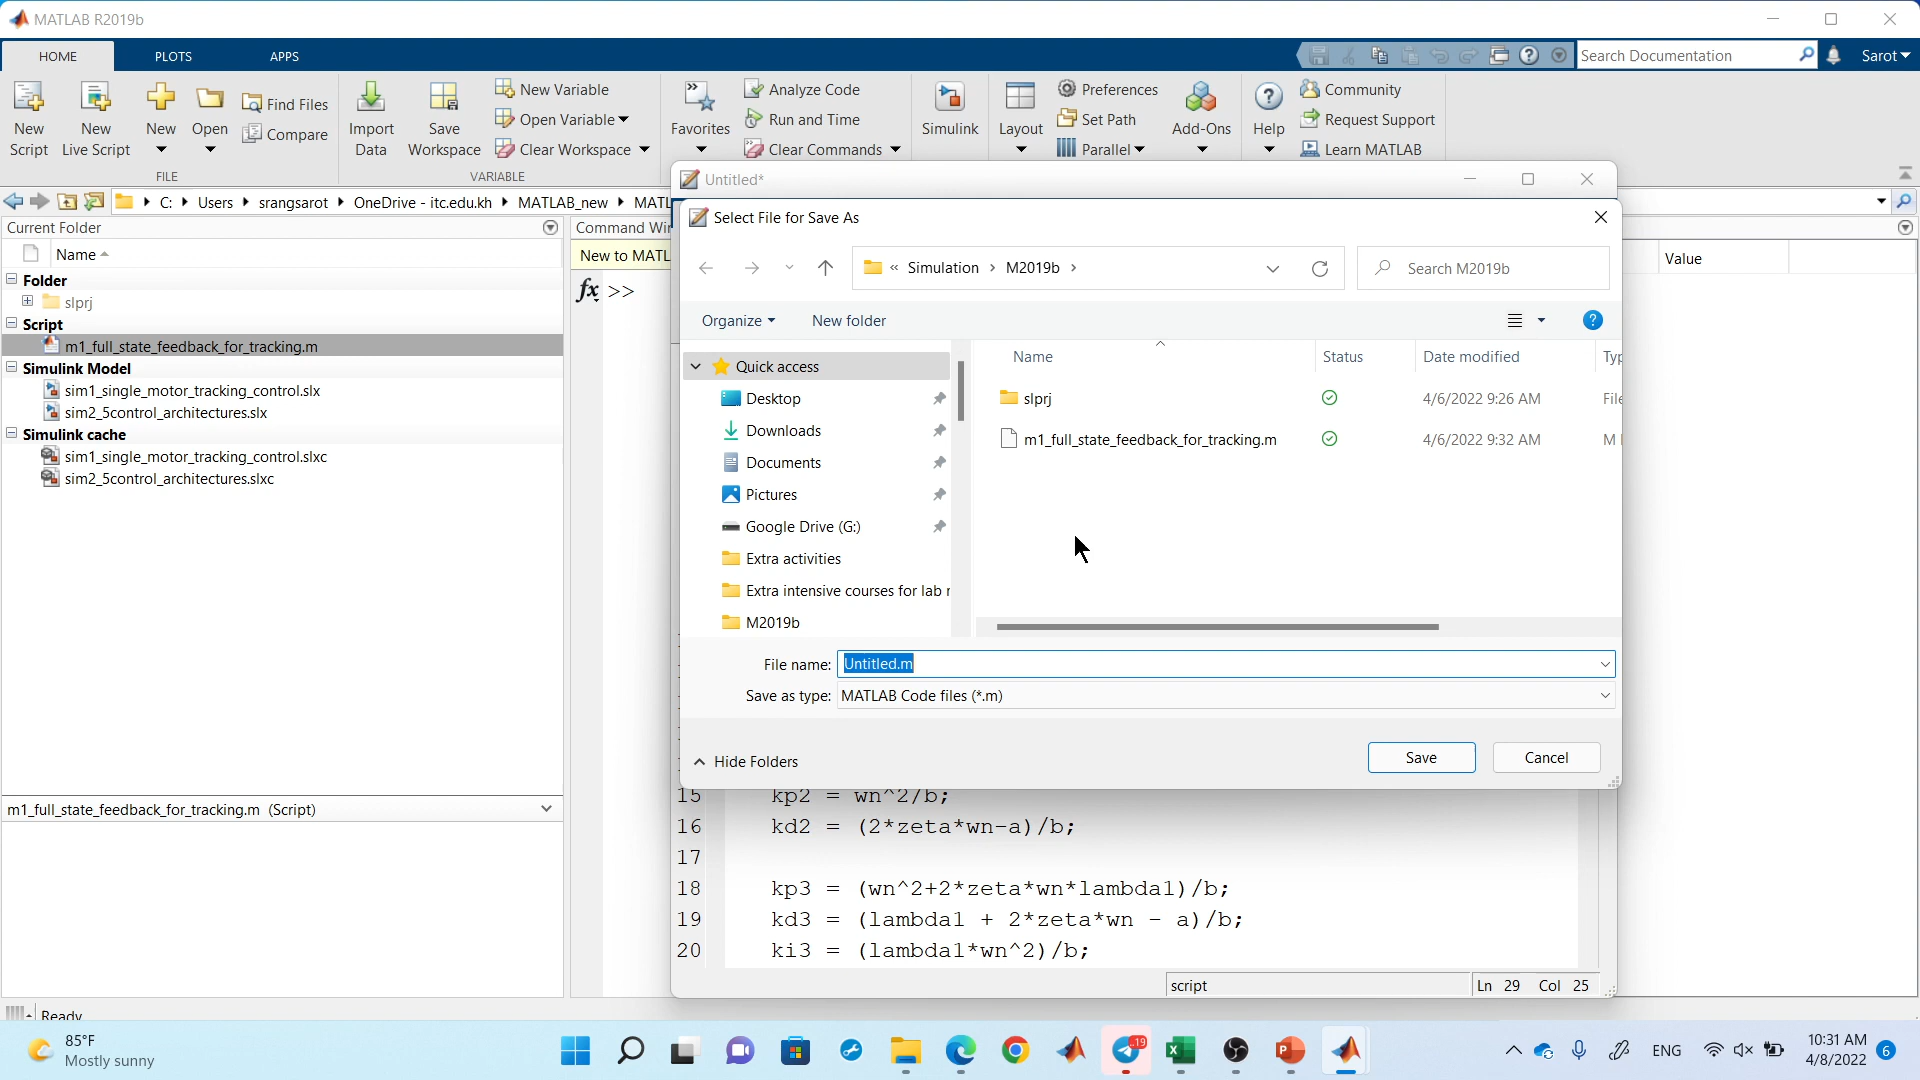 MATLAB R2019b
HOME
PLOTS
APPS
Search Documentation
Sarot
New Script
New Live Script
New
Open
Find Files
Compare
FILE
Import Data
Save Workspace
New Variable
Open Variable
Clear Workspace
VARIABLE
Favorites
Analyze Code
Run and Time
Clear Commands
Simulink
Layout
Preferences
Set Path
Parallel
Add-Ons
Help
Community
Request Support
Learn MATLAB
C: Users srangsarot OneDrive - itc.edu.kh MATLAB_new MATL
Current Folder
Name
Folder
slprj
Script
m1_full_state_feedback_for_tracking.m
Simulink Model
sim1_single_motor_tracking_control.slx
sim2_5control_architectures.slx
Simulink cache
sim1_single_motor_tracking_control.slxc
sim2_5control_architectures.slxc
m1_full_state_feedback_for_tracking.m (Script)
Ready
Command Win
New to MATL
fx >>
Value
Untitled*
Select File for Save As
« Simulation › M2019b ›
Search M2019b
Organize
New folder
Quick access
Desktop
Downloads
Documents
Pictures
Google Drive (G:)
Extra activities
Extra intensive courses for lab r
M2019b
Name Status Date modified Typ
slprj 4/6/2022 9:26 AM File
m1_full_state_feedback_for_tracking.m 4/6/2022 9:32 AM M
File name: Untitled.m
Save as type: MATLAB Code files (*.m)
Hide Folders
Save
Cancel
15 kp2 = wn^2/b;
16 kd2 = (2*zeta*wn-a)/b;
17
18 kp3 = (wn^2+2*zeta*wn*lambda1)/b;
19 kd3 = (lambda1 + 2*zeta*wn - a)/b;
20 ki3 = (lambda1*wn^2)/b;
script
Ln 29 Col 25
85°F
Mostly sunny
19
ENG
10:31 AM
4/8/2022
6